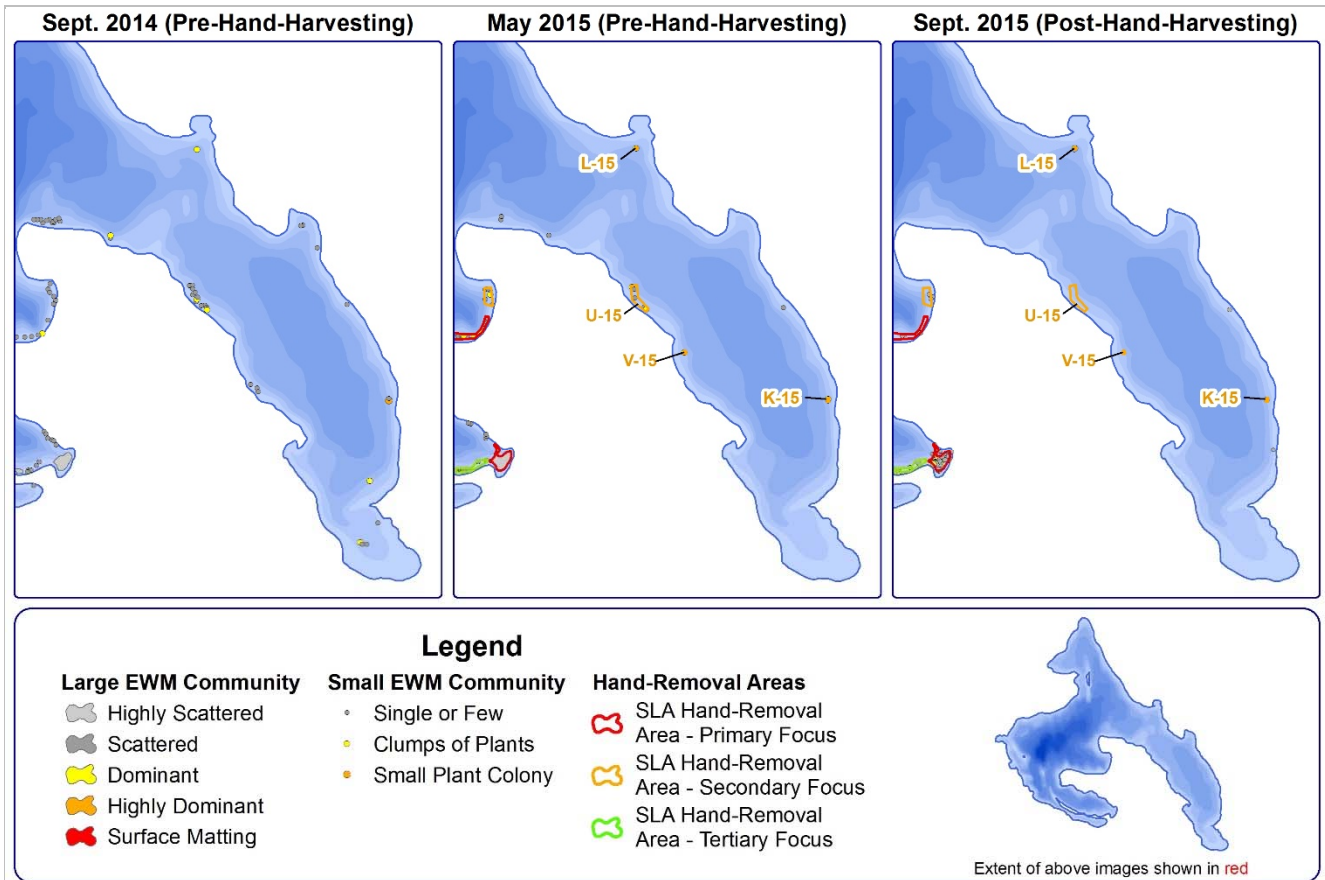 Sept. 2014 (Pre-Hand-Harvesting)
May 2015 (Pre-Hand-Harvesting)
Sept. 2015 (Post-Hand-Harvesting)
L-15
U-15
V-15
K-15
L-15
U-15
V-15
K-15
Legend
Large EWM Community
Highly Scattered
Scattered
Dominant
Highly Dominant
Surface Matting
Small EWM Community
Single or Few
Clumps of Plants
Small Plant Colony
Hand-Removal Areas
SLA Hand-Removal
Area - Primary Focus
SLA Hand-Removal
Area - Secondary Focus
SLA Hand-Removal
Area - Tertiary Focus
Extent of above images shown in red